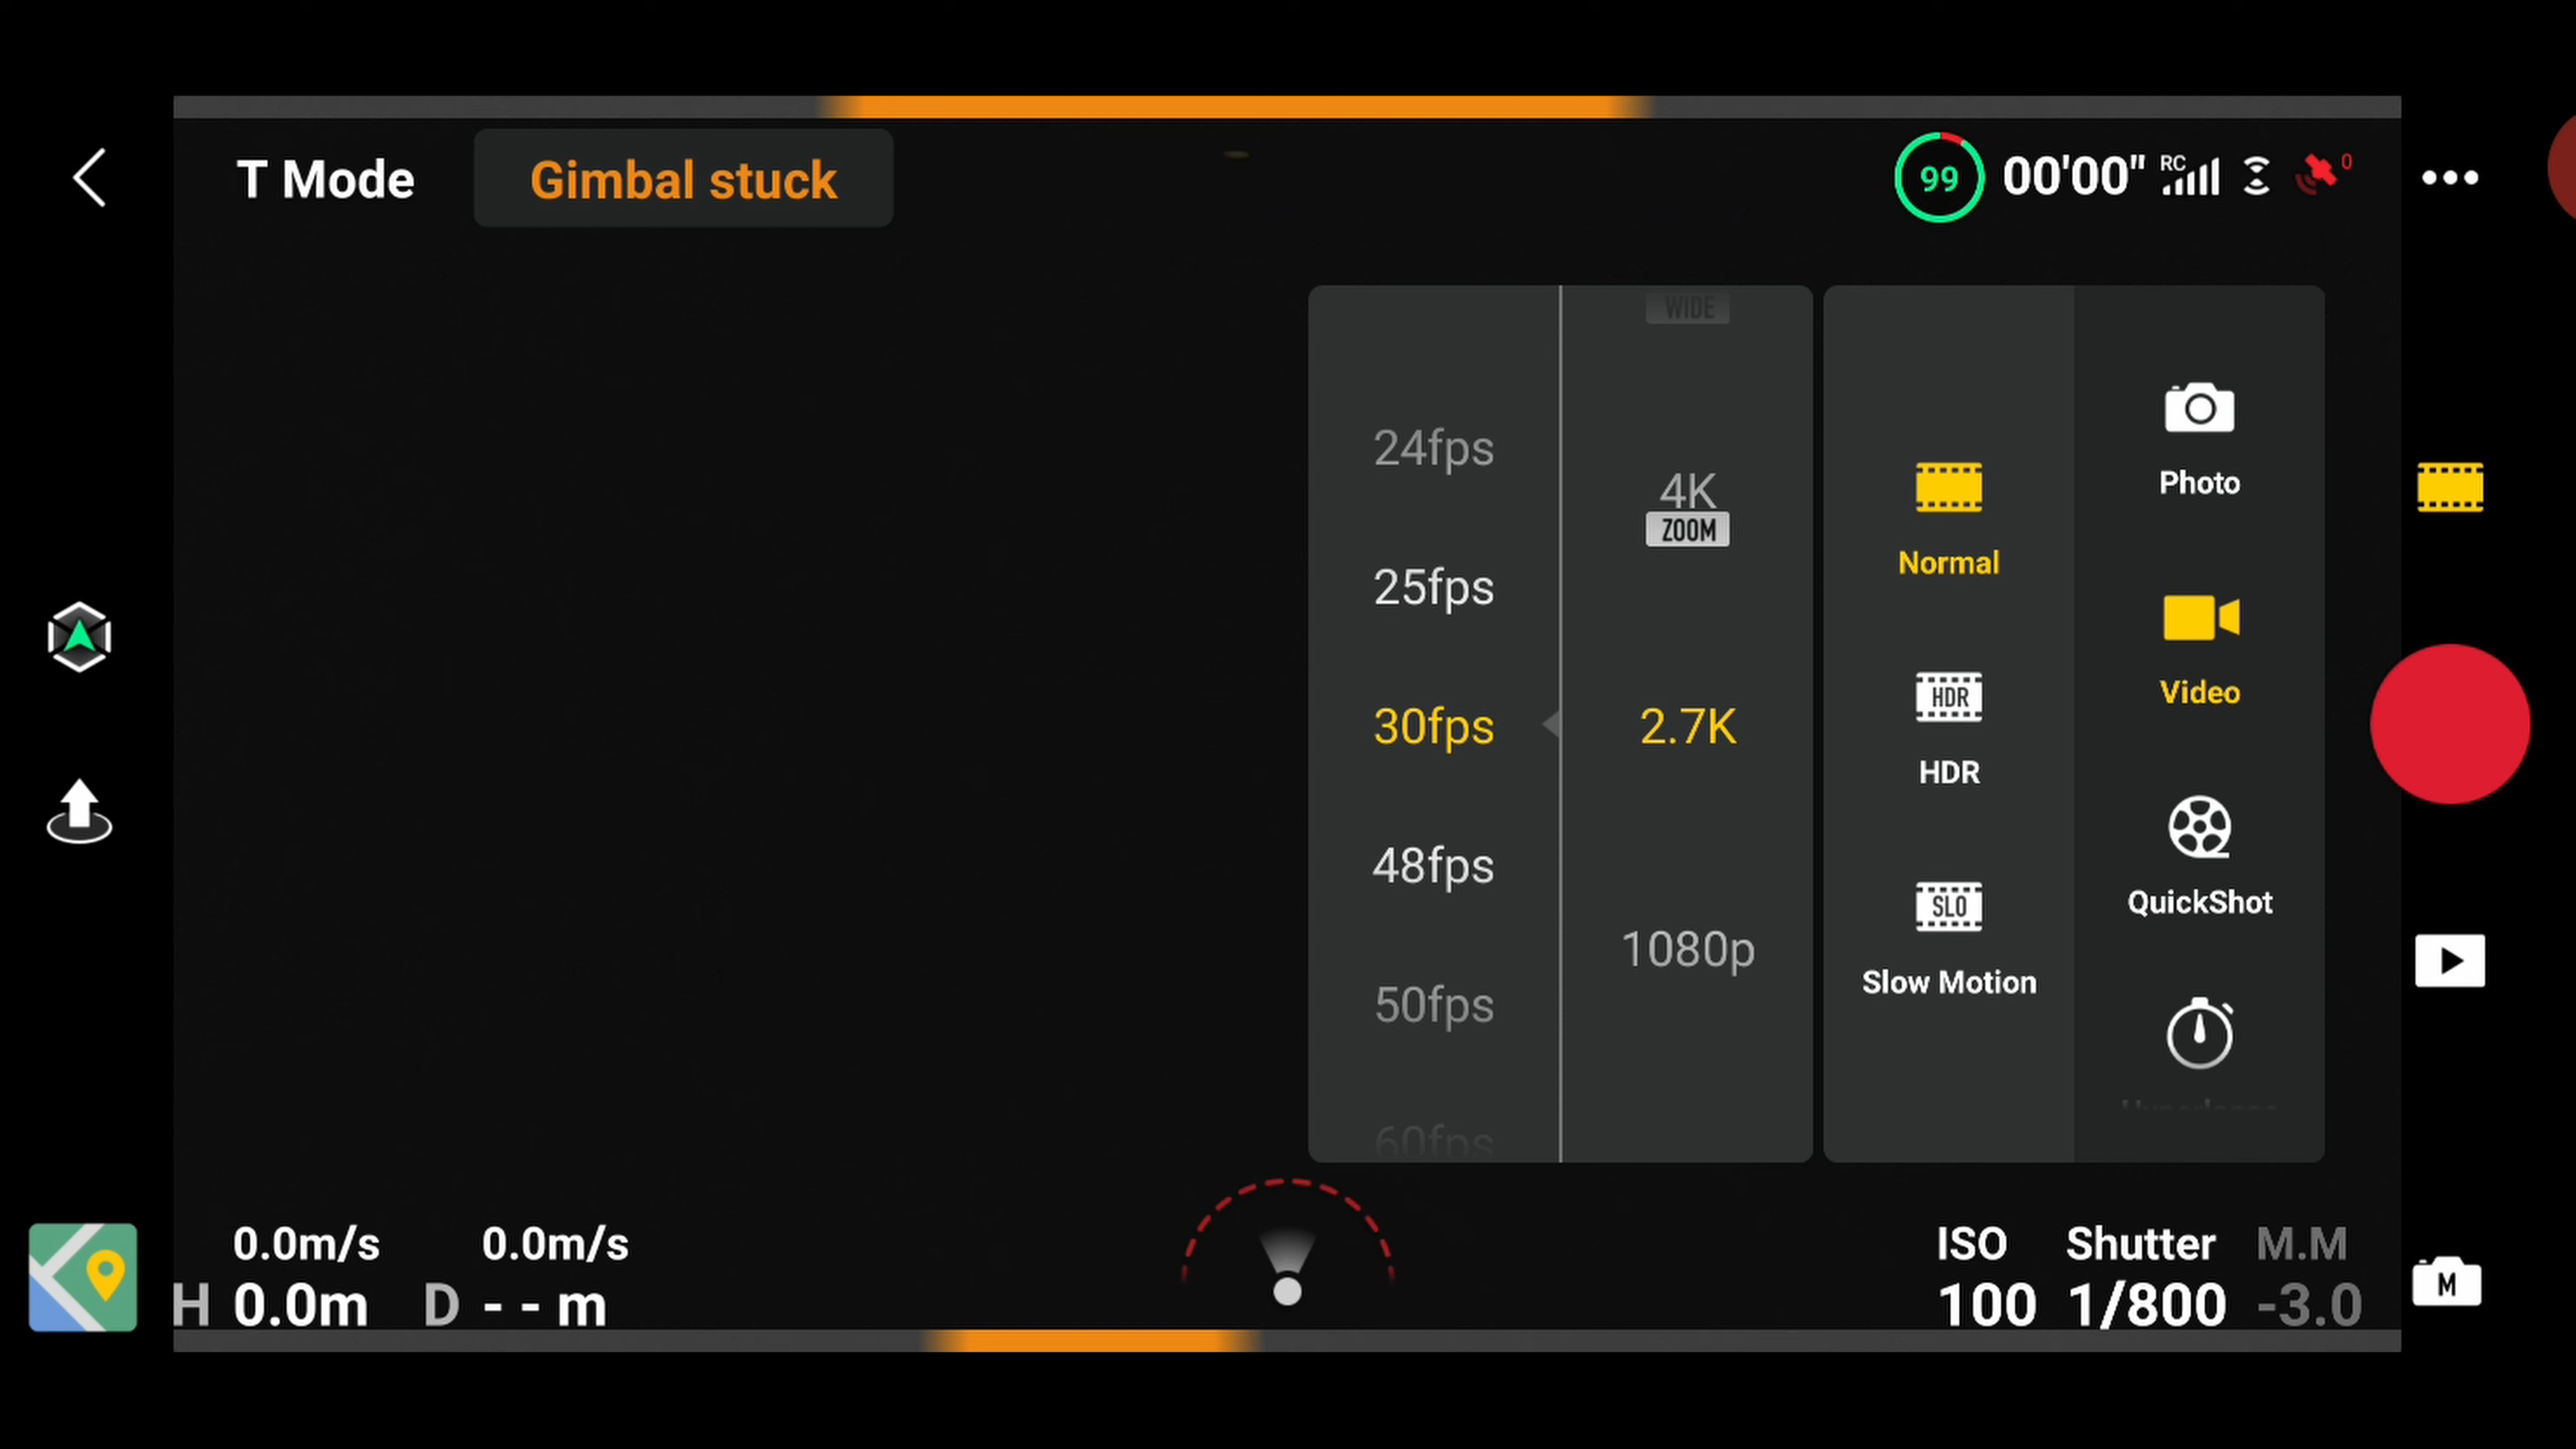 T Mode
Gimbal stuck
99
00'00"
RC
0
24fps
25fps
30fps
48fps
50fps
60fps
WIDE
4K
ZOOM
2.7K
1080p
Normal
HDR
HDR
SLO
Slow Motion
Photo
Video
QuickShot
0.0m/s 0.0m/s
H 0.0m D - - m
ISO Shutter M.M
100 1/800 -3.0
M